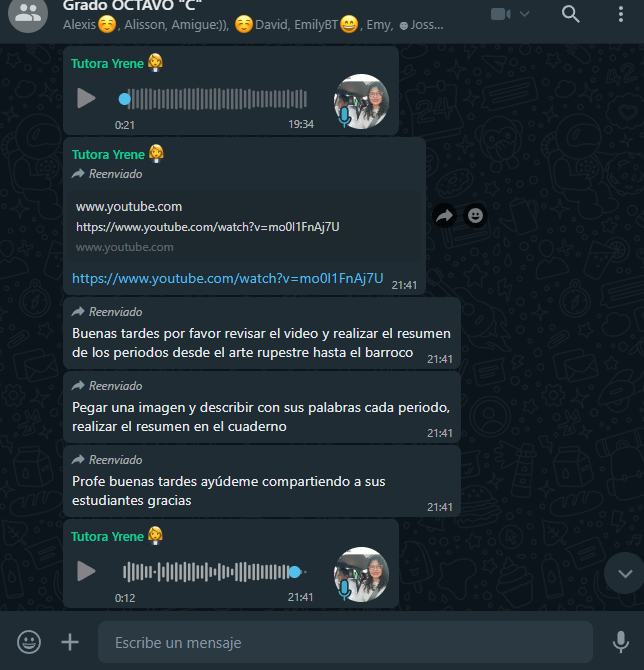 Grado OCTAVO "C"
Alexis😊, Alisson, Amigue:)), 😊David, EmilyBT😄, Emy, ☻Joss...
Tutora Yrene
0:21 19:34
Tutora Yrene
Reenviado
www.youtube.com
https://www.youtube.com/watch?v=mo0l1FnAj7U
www.youtube.com
https://www.youtube.com/watch?v=mo0l1FnAj7U 21:41
Reenviado
Buenas tardes por favor revisar el video y realizar el resumen
de los periodos desde el arte rupestre hasta el barroco 21:41
Reenviado
Pegar una imagen y describir con sus palabras cada periodo,
realizar el resumen en el cuaderno 21:41
Reenviado
Profe buenas tardes ayúdeme compartiendo a sus
estudiantes gracias 21:41
Tutora Yrene
0:12 21:41
Escribe un mensaje